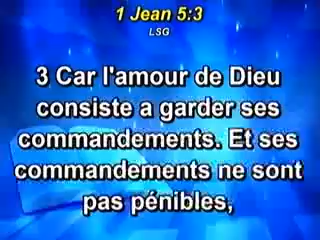 1 Jean 5:3
LSG
3 Car l'amour de Dieu
consiste a garder ses
commandements. Et ses
commandements ne sont
pas pénibles,